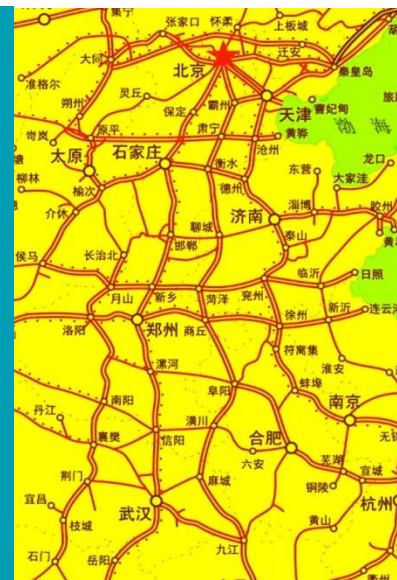 集宁
张家口
怀柔
上板城
大同
北京
迁安
秦皇岛
准格尔
灵丘
朔州
保定
霸州
天津
曹妃甸
渤海
岢岚
原平
肃宁
沧州
黄骅
太原
石家庄
衡水
东营
龙口
柳林
榆次
德州
大家洼
介休
济南
淄博
胶州
聊城
泰山
侯马
长治北
邯郸
临沂
日照
月山
新乡
菏泽
兖州
洛阳
郑州
商丘
徐州
新沂
连云
漯河
符离集
阜阳
蚌埠
淮安
丹江
南阳
南京
襄樊
潢川
合肥
信阳
六安
芜湖
宣城
荆门
麻城
铜陵
杭州
宜昌
武汉
枝城
黄山
九江
石门
岳阳